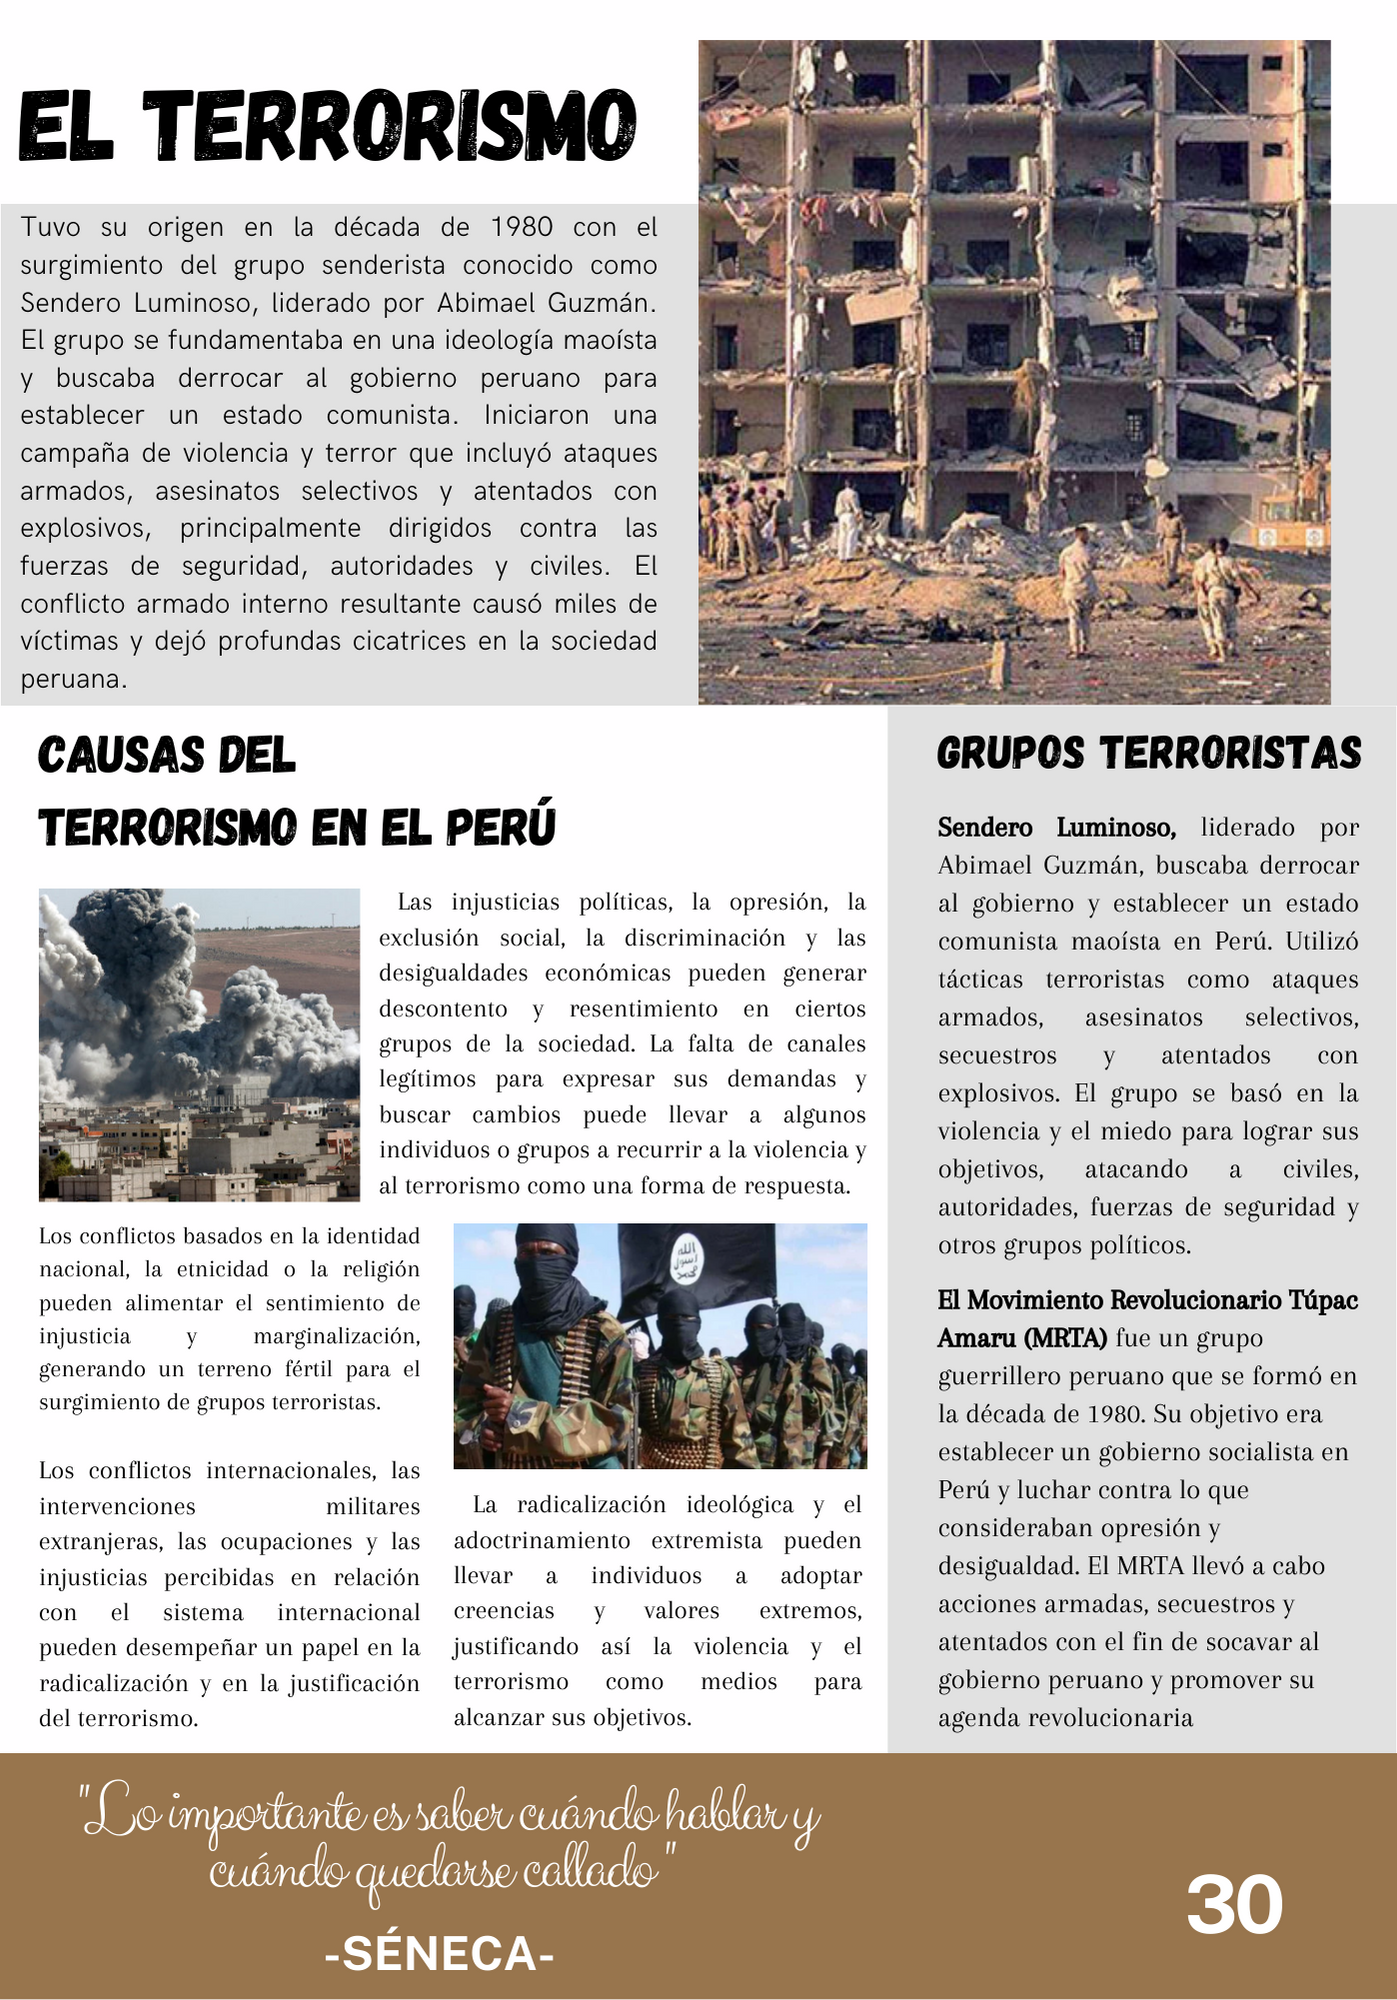 EL TERRORISMO
Tuvo su origen en la década de 1980 con el
surgimiento del grupo senderista conocido como
Sendero Luminoso, liderado por Abimael Guzmán.
El grupo se fundamentaba en una ideología maoísta
y buscaba derrocar al gobierno peruano para
establecer un estado comunista. Iniciaron una
campaña de violencia y terror que incluyó ataques
armados, asesinatos selectivos y atentados con
explosivos, principalmente dirigidos contra las
fuerzas de seguridad, autoridades y civiles. El
conflicto armado interno resultante causó miles de
víctimas y dejó profundas cicatrices en la sociedad
peruana.
CAUSAS DEL
TERRORISMO EN EL PERÚ
Las injusticias políticas, la opresión, la
exclusión social, la discriminación y las
desigualdades económicas pueden generar
descontento y resentimiento en ciertos
grupos de la sociedad. La falta de canales
legítimos para expresar sus demandas y
buscar cambios puede llevar a algunos
individuos o grupos a recurrir a la violencia y
al terrorismo como una forma de respuesta.
Los conflictos basados en la identidad
nacional, la etnicidad o la religión
pueden alimentar el sentimiento de
injusticia y marginalización,
generando un terreno fértil para el
surgimiento de grupos terroristas.
Los conflictos internacionales, las
intervenciones militares
extranjeras, las ocupaciones y las
injusticias percibidas en relación
con el sistema internacional
pueden desempeñar un papel en la
radicalización y en la justificación
del terrorismo.
الله
رسول
محمد
La radicalización ideológica y el
adoctrinamiento extremista pueden
llevar a individuos a adoptar
creencias y valores extremos,
justificando así la violencia y el
terrorismo como medios para
alcanzar sus objetivos.
GRUPOS TERRORISTAS
Sendero Luminoso, liderado por
Abimael Guzmán, buscaba derrocar
al gobierno y establecer un estado
comunista maoísta en Perú. Utilizó
tácticas terroristas como ataques
armados, asesinatos selectivos,
secuestros y atentados con
explosivos. El grupo se basó en la
violencia y el miedo para lograr sus
objetivos, atacando a civiles,
autoridades, fuerzas de seguridad y
otros grupos políticos.
El Movimiento Revolucionario Túpac
Amaru (MRTA) fue un grupo
guerrillero peruano que se formó en
la década de 1980. Su objetivo era
establecer un gobierno socialista en
Perú y luchar contra lo que
consideraban opresión y
desigualdad. El MRTA llevó a cabo
acciones armadas, secuestros y
atentados con el fin de socavar al
gobierno peruano y promover su
agenda revolucionaria
"Lo importante es saber cuándo hablar y
cuándo quedarse callado"
-SÉNECA-
30